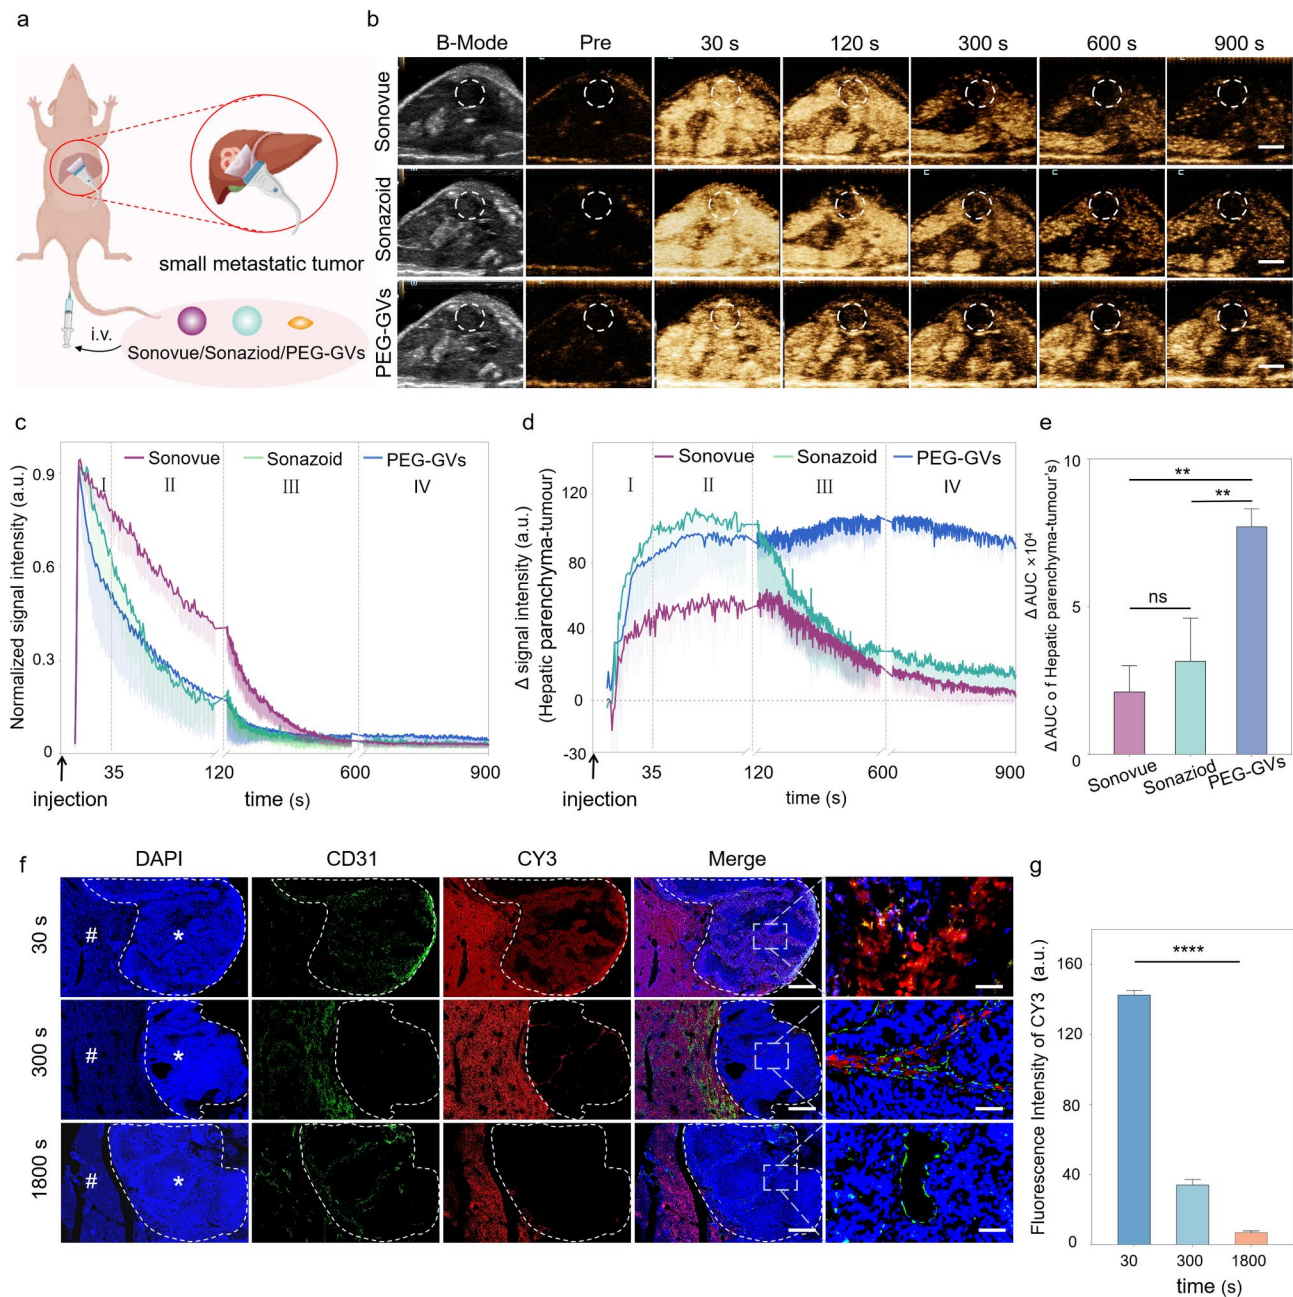 a
small metastatic tumor
i.v.
Sonovue/Sonaziod/PEG-GVs
b
B-Mode Pre 30 s 120 s 300 s 600 s 900 s
Sonovue
Sonazoid
PEG-GVs
c
Normalized signal intensity (a.u.)
Sonovue Sonazoid PEG-GVs
I II III IV
0.9
0.6
0.3
0
35 120 600 900
injection time (s)
d
Δ signal intensity (a.u.)
(Hepatic parenchyma-tumour)
Sonovue Sonazoid PEG-GVs
I II III IV
120
80
40
0
-30
35 120 600 900
injection time (s)
e
Δ AUC ×10⁴
Δ AUC o f Hepatic parenchyma-tumour's)
10
5
0
**
**
ns
Sonovue Sonaziod PEG-GVs
f
DAPI CD31 CY3 Merge
30 s
# *
300 s
# *
1800 s
# *
g
Fluorescence Intensity of CY3 (a.u.)
160
120
80
40
0
****
30 300 1800
time (s)